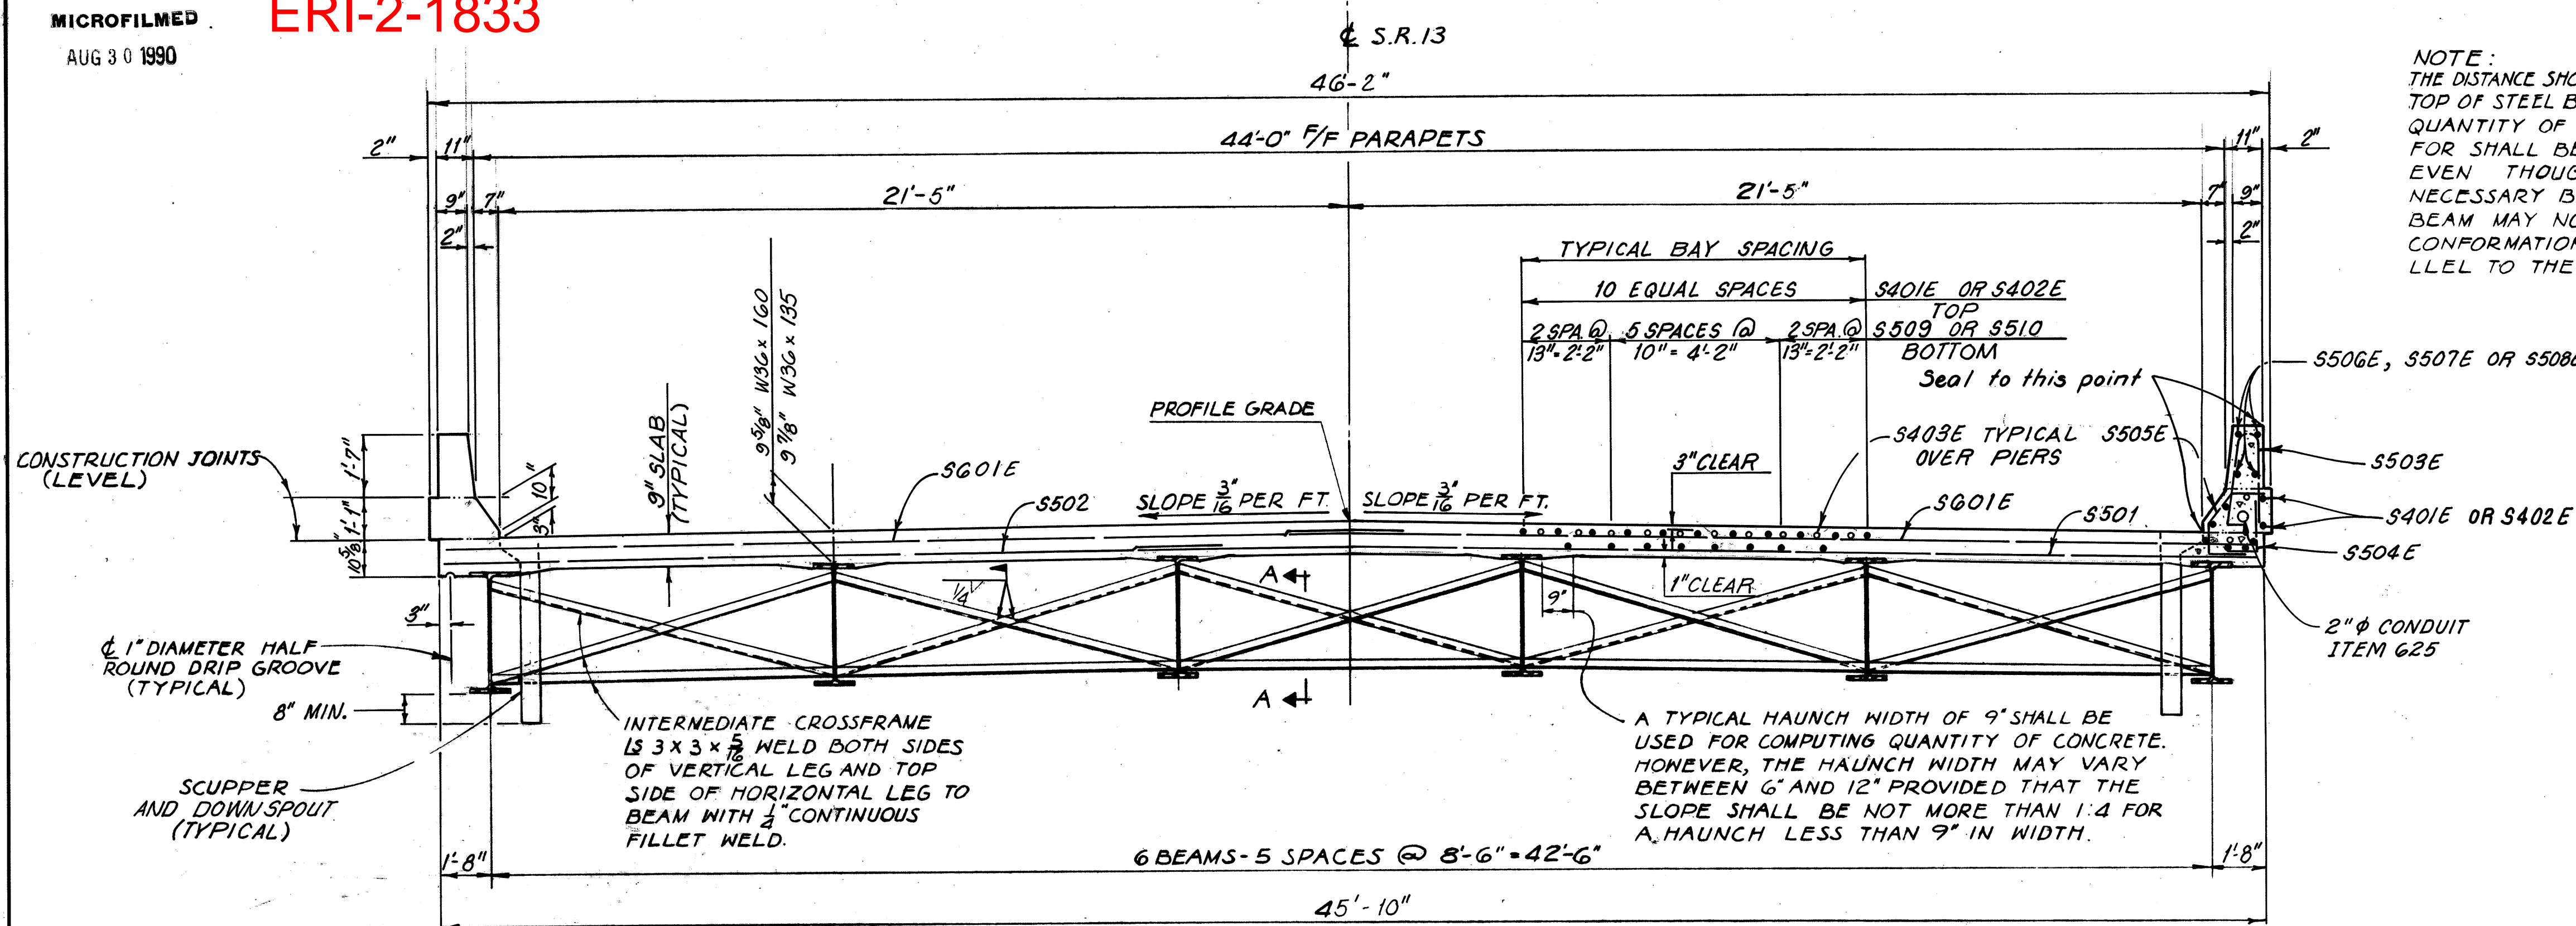 MICROFILMED
AUG 30 1990
ERI-2-1833
℄ S.R. 13
46'-2"
44'-0" F/F PARAPETS
2"
11"
9"
7"
2"
21'-5"
21'-5"
11"
2"
7"
9"
2"
NOTE:
THE DISTANCE
TOP OF STEEL
QUANTITY OF
FOR SHALL
EVEN
NECESSARY
BEAM MAY
LLEL TO THE
TYPICAL BAY SPACING
10 EQUAL SPACES
S401E OR S402E
TOP
2 SPA. @ 13" = 2'-2"
5 SPACES @ 10" = 4'-2"
2 SPA. @ 13" = 2'-2"
S509 OR S510
BOTTOM
Seal to this point
S506E, S507E OR
9 5/8" W36 x 160
9 7/8" W36 x 135
9" SLAB
(TYPICAL)
PROFILE GRADE
S403E TYPICAL
OVER PIERS
S505E
S503E
CONSTRUCTION JOINTS
(LEVEL)
1'-7"
1'-1"
10 5/8"
10"
3"
S601E
S502
SLOPE 3/16" PER FT.
SLOPE 3/16" PER FT.
3" CLEAR
S601E
S501
S401E OR S402E
S504E
1/4
A
9"
1" CLEAR
2" φ CONDUIT
ITEM 625
3"
℄ 1" DIAMETER HALF
ROUND DRIP GROOVE
(TYPICAL)
8" MIN.
A
SCUPPER
AND DOWNSPOUT
(TYPICAL)
INTERMEDIATE CROSSFRAME
LS 3 X 3 x 5/16 WELD BOTH SIDES
OF VERTICAL LEG AND TOP
SIDE OF HORIZONTAL LEG TO
BEAM WITH 1/4" CONTINUOUS
FILLET WELD.
A TYPICAL HAUNCH WIDTH OF 9" SHALL BE
USED FOR COMPUTING QUANTITY OF CONCRETE.
HOWEVER, THE HAUNCH WIDTH MAY VARY
BETWEEN 6" AND 12" PROVIDED THAT THE
SLOPE SHALL BE NOT MORE THAN 1:4 FOR
A HAUNCH LESS THAN 9" IN WIDTH.
1'-8"
6 BEAMS - 5 SPACES @ 8'-6" = 42'-6"
1'-8"
45'-10"